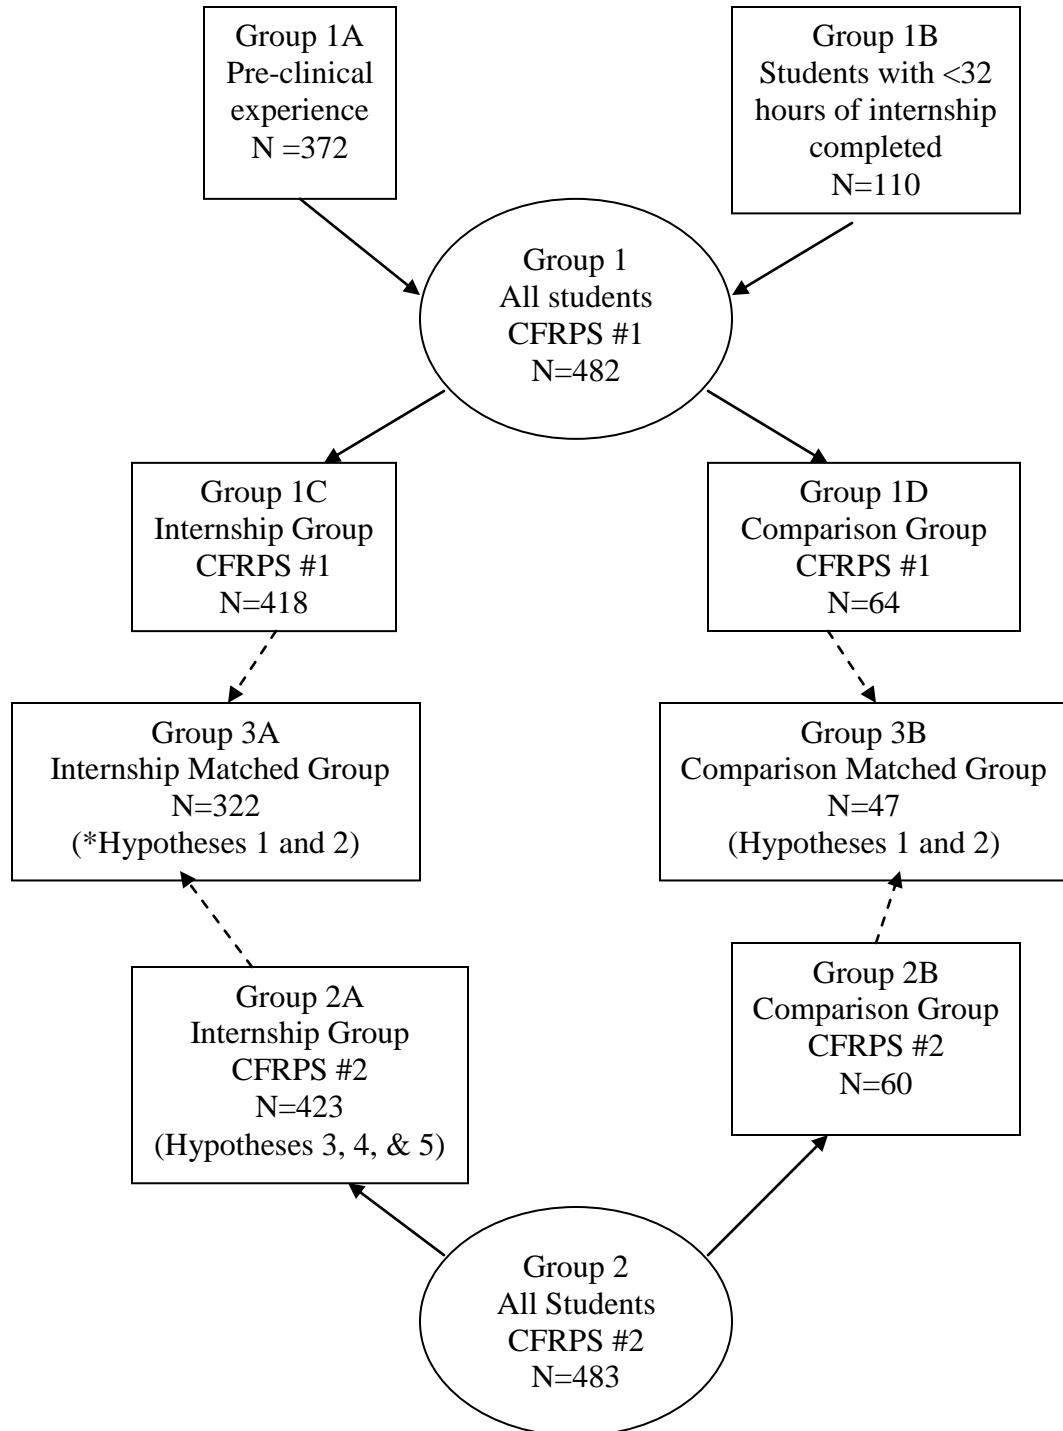 Group 1A
Pre-clinical
experience
N =372
Group 1B
Students with <32
hours of internship
completed
N=110
Group 1
All students
CFRPS #1
N=482
Group 1C
Internship Group
CFRPS #1
N=418
Group 1D
Comparison Group
CFRPS #1
N=64
Group 3A
Internship Matched Group
N=322
(*Hypotheses 1 and 2)
Group 3B
Comparison Matched Group
N=47
(Hypotheses 1 and 2)
Group 2A
Internship Group
CFRPS #2
N=423
(Hypotheses 3, 4, & 5)
Group 2B
Comparison Group
CFRPS #2
N=60
Group 2
All Students
CFRPS #2
N=483